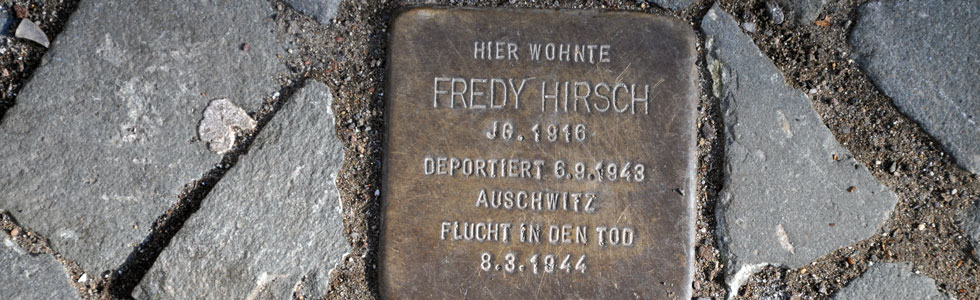 HIER WOHNTE
FREDY HIRSCH
JG. 1916
DEPORTIERT 6.9.1943
AUSCHWITZ
FLUCHT IN DEN TOD
8.3.1944